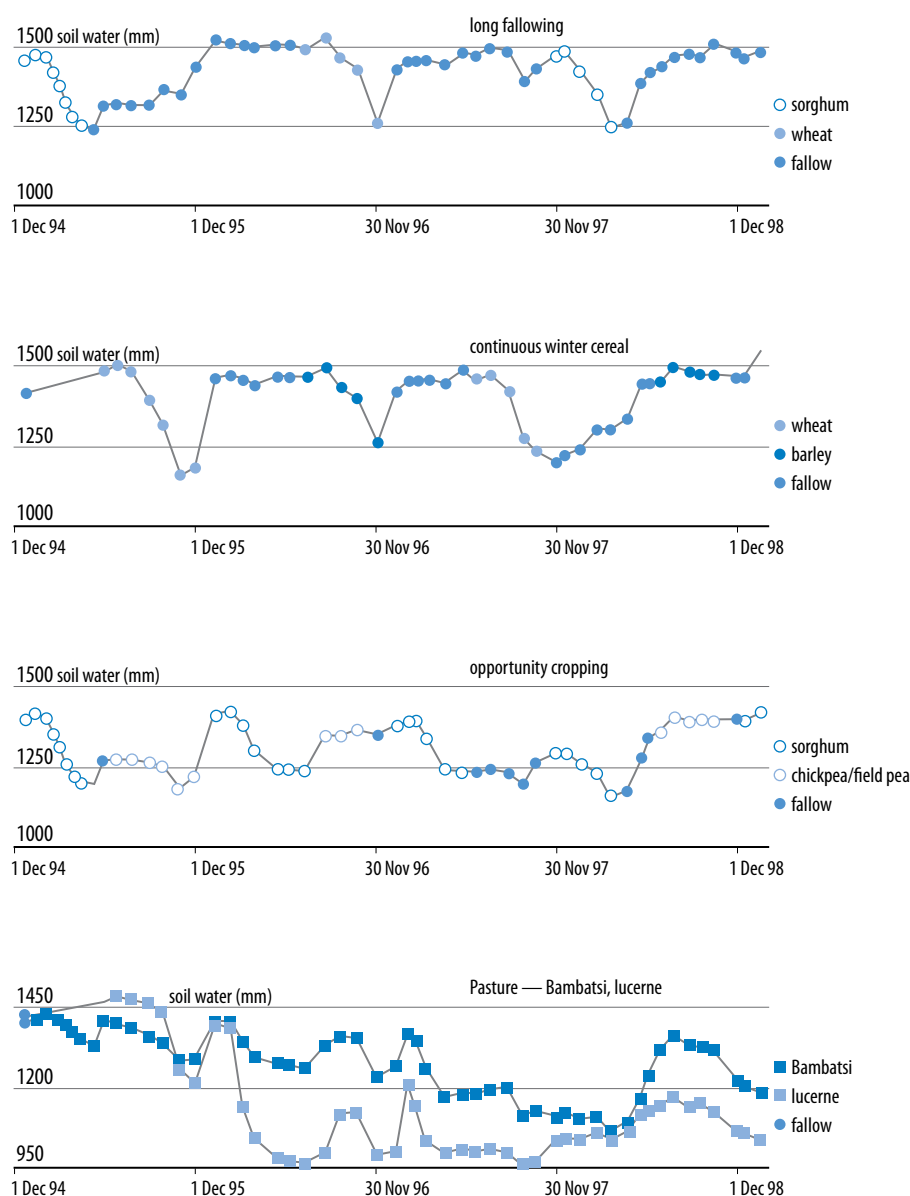 long fallowing
1500 soil water (mm)
1250
1000
1 Dec 94 1 Dec 95 30 Nov 96 30 Nov 97 1 Dec 98
sorghum
wheat
fallow
continuous winter cereal
1500 soil water (mm)
1250
1000
1 Dec 94 1 Dec 95 30 Nov 96 30 Nov 97 1 Dec 98
wheat
barley
fallow
opportunity cropping
1500 soil water (mm)
1250
1000
1 Dec 94 1 Dec 95 30 Nov 96 30 Nov 97 1 Dec 98
sorghum
chickpea/field pea
fallow
Pasture — Bambatsi, lucerne
1450 soil water (mm)
1200
950
1 Dec 94 1 Dec 95 30 Nov 96 30 Nov 97 1 Dec 98
Bambatsi
lucerne
fallow